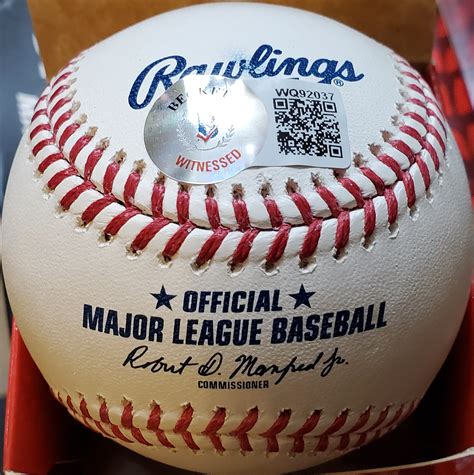 Rawlings
BECKETT
WQ92037
WITNESSED
★ OFFICIAL ★
MAJOR LEAGUE BASEBALL
Robert D. Manfred Jr.
COMMISSIONER